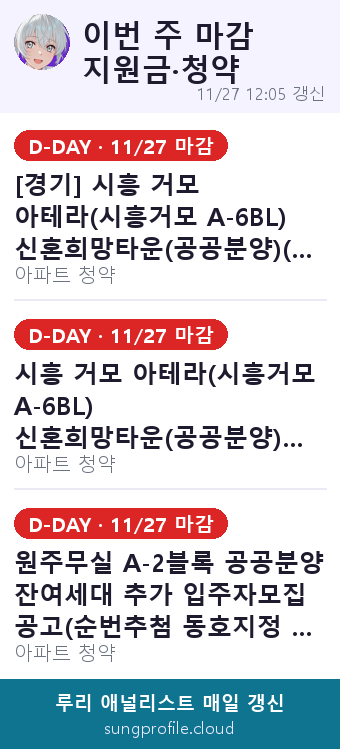 이번 주 마감
지원금·청약
11/27 12:05 갱신
D-DAY · 11/27 마감
[경기] 시흥 거모
아테라(시흥거모 A-6BL)
신혼희망타운(공공분양)(...
아파트 청약
D-DAY · 11/27 마감
시흥 거모 아테라(시흥거모
A-6BL)
신혼희망타운(공공분양)...
아파트 청약
D-DAY · 11/27 마감
원주무실 A-2블록 공공분양
잔여세대 추가 입주자모집
공고(순번추첨 동호지정 ...
아파트 청약
루리 애널리스트 매일 갱신
sungprofile.cloud